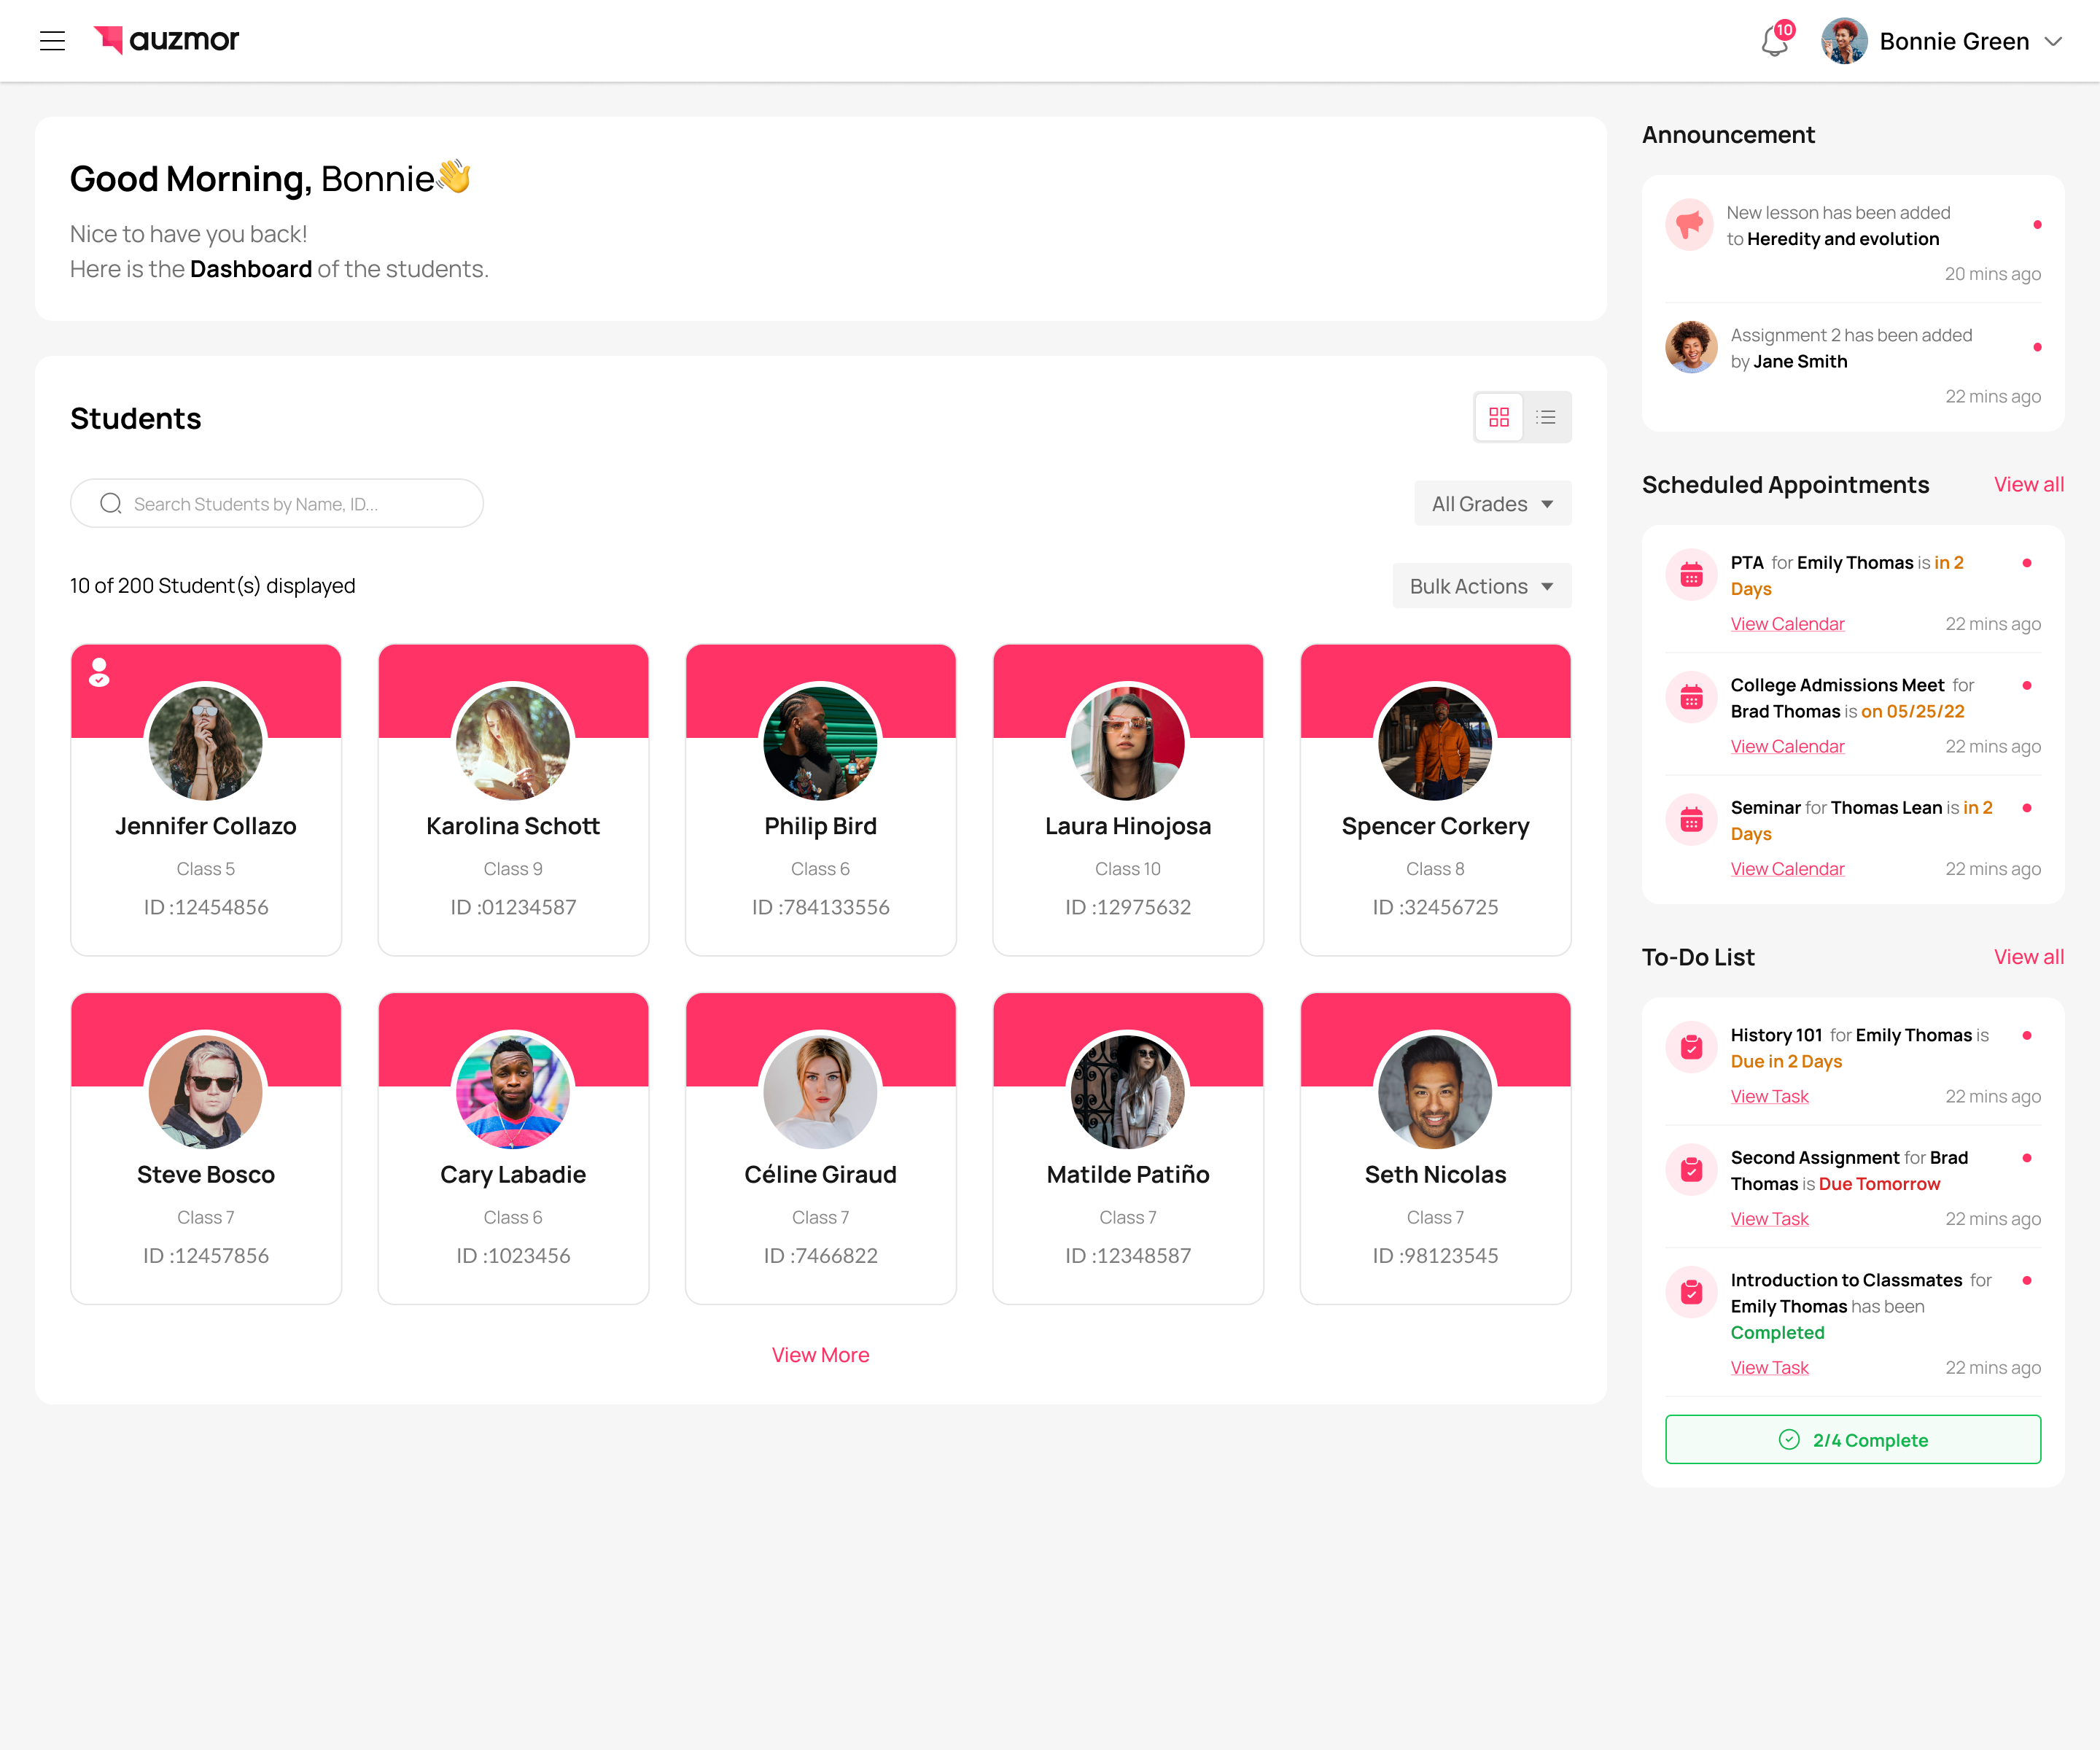 auzmor
10
Bonnie Green
Good Morning, Bonnie👋
Nice to have you back!
Here is the Dashboard of the students.
Students
Search Students by Name, ID...
All Grades
10 of 200 Student(s) displayed
Bulk Actions
Jennifer Collazo
Class 5
ID :12454856
Karolina Schott
Class 9
ID :01234587
Philip Bird
Class 6
ID :784133556
Laura Hinojosa
Class 10
ID :12975632
Spencer Corkery
Class 8
ID :32456725
Steve Bosco
Class 7
ID :12457856
Cary Labadie
Class 6
ID :1023456
Céline Giraud
Class 7
ID :7466822
Matilde Patiño
Class 7
ID :12348587
Seth Nicolas
Class 7
ID :98123545
View More
Announcement
New lesson has been added
to Heredity and evolution
20 mins ago
Assignment 2 has been added
by Jane Smith
22 mins ago
Scheduled Appointments
View all
PTA for Emily Thomas is in 2
Days
View Calendar
22 mins ago
College Admissions Meet for
Brad Thomas is on 05/25/22
View Calendar
22 mins ago
Seminar for Thomas Lean is in 2
Days
View Calendar
22 mins ago
To-Do List
View all
History 101 for Emily Thomas is
Due in 2 Days
View Task
22 mins ago
Second Assignment for Brad
Thomas is Due Tomorrow
View Task
22 mins ago
Introduction to Classmates for
Emily Thomas has been
Completed
View Task
22 mins ago
2/4 Complete